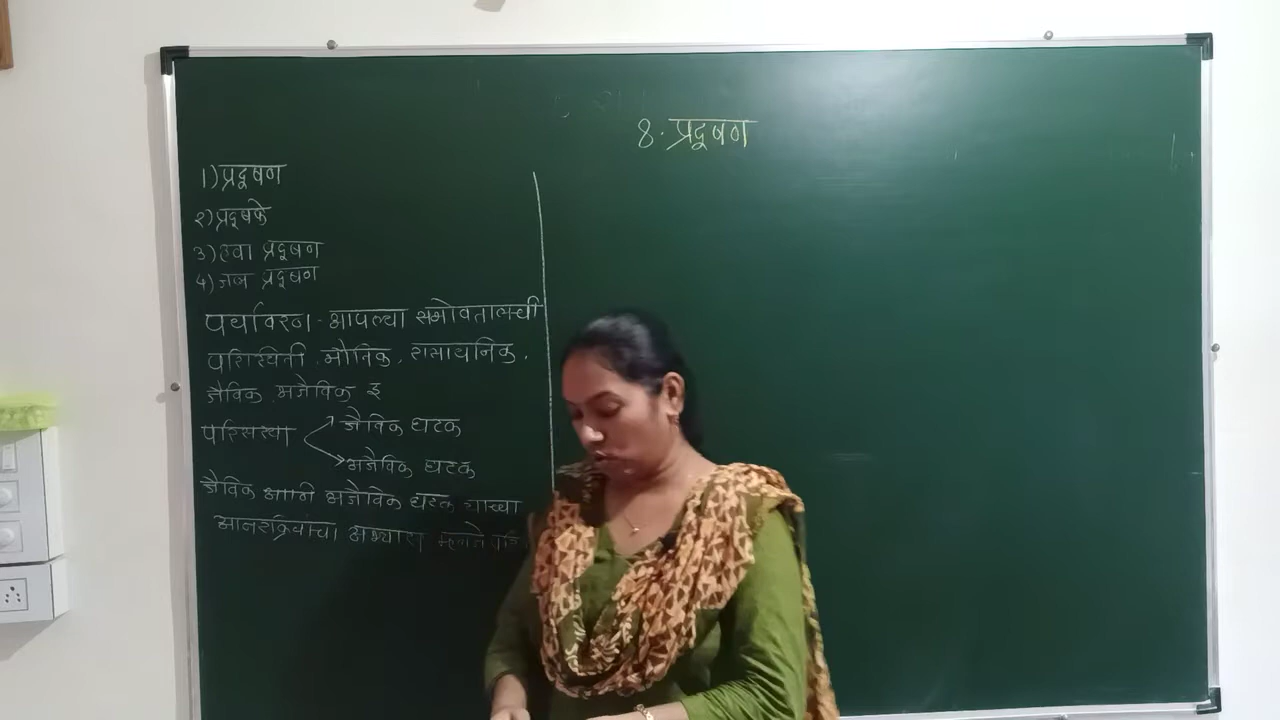 8. प्रदूषण
1) प्रदूषण
२) प्रदूषके
3) हवा प्रदूषण
4) जल प्रदूषण
पर्यावरण - आपल्या सभोवतालची
परिस्थिती. भौतिक, रासायनिक,
जैविक, अजैविक इ
परिसंस्था
जैविक घटक
अजैविक घटक
जैविक आणि अजैविक घटक यांच्या
आंतरक्रियांचा अभ्यास म्हणजे